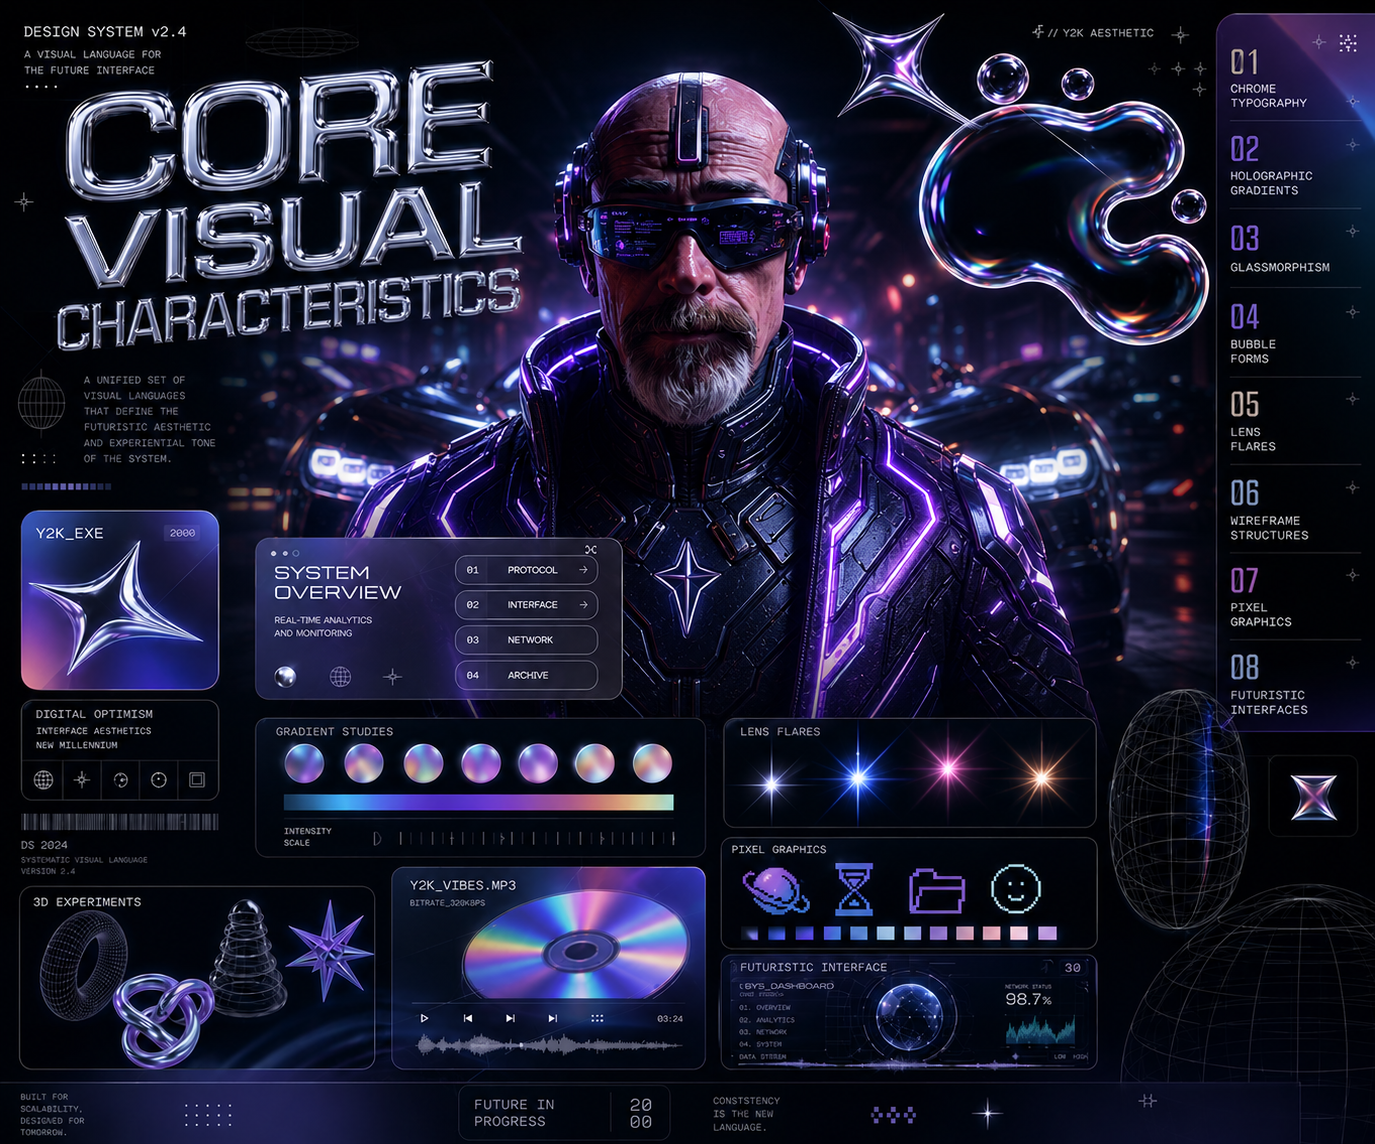 DESIGN SYSTEM v2.4
A VISUAL LANGUAGE FOR
THE FUTURE INTERFACE
CORE
VISUAL
CHARACTERISTICS
// Y2K AESTHETIC
A UNIFIED SET OF
VISUAL LANGUAGES
THAT DEFINE THE
FUTURISTIC AESTHETIC
AND EXPERIENTIAL TONE
OF THE SYSTEM.
01
CHROME
TYPOGRAPHY
02
HOLOGRAPHIC
GRADIENTS
03
GLASSMORPHISM
04
BUBBLE
FORMS
05
LENS
FLARES
06
WIREFRAME
STRUCTURES
07
PIXEL
GRAPHICS
08
FUTURISTIC
INTERFACES
Y2K_EXE
2000
SYSTEM
OVERVIEW
REAL-TIME ANALYTICS
AND MONITORING
01 PROTOCOL →
02 INTERFACE →
03 NETWORK
04 ARCHIVE
DIGITAL OPTIMISM
INTERFACE AESTHETICS
NEW MILLENNIUM
DS 2024
SYSTEMATIC VISUAL LANGUAGE
VERSION 2.4
GRADIENT STUDIES
INTENSITY
SCALE
LENS FLARES
PIXEL GRAPHICS
3D EXPERIMENTS
Y2K_VIBES.MP3
BITRATE_320KBPS
03:24
FUTURISTIC INTERFACE
30
BYS_DASHBOARD
01. OVERVIEW
02. ANALYTICS
03. NETWORK
04. SYSTEM
DATA STREEN
NETWORK STATUS
98.7%
LOW
BUILT FOR
SCALABILITY.
DESIGNED FOR
TOMORROW.
FUTURE IN
PROGRESS
20
00
CONSTSTENCY
IS THE NEW
LANGUAGE.